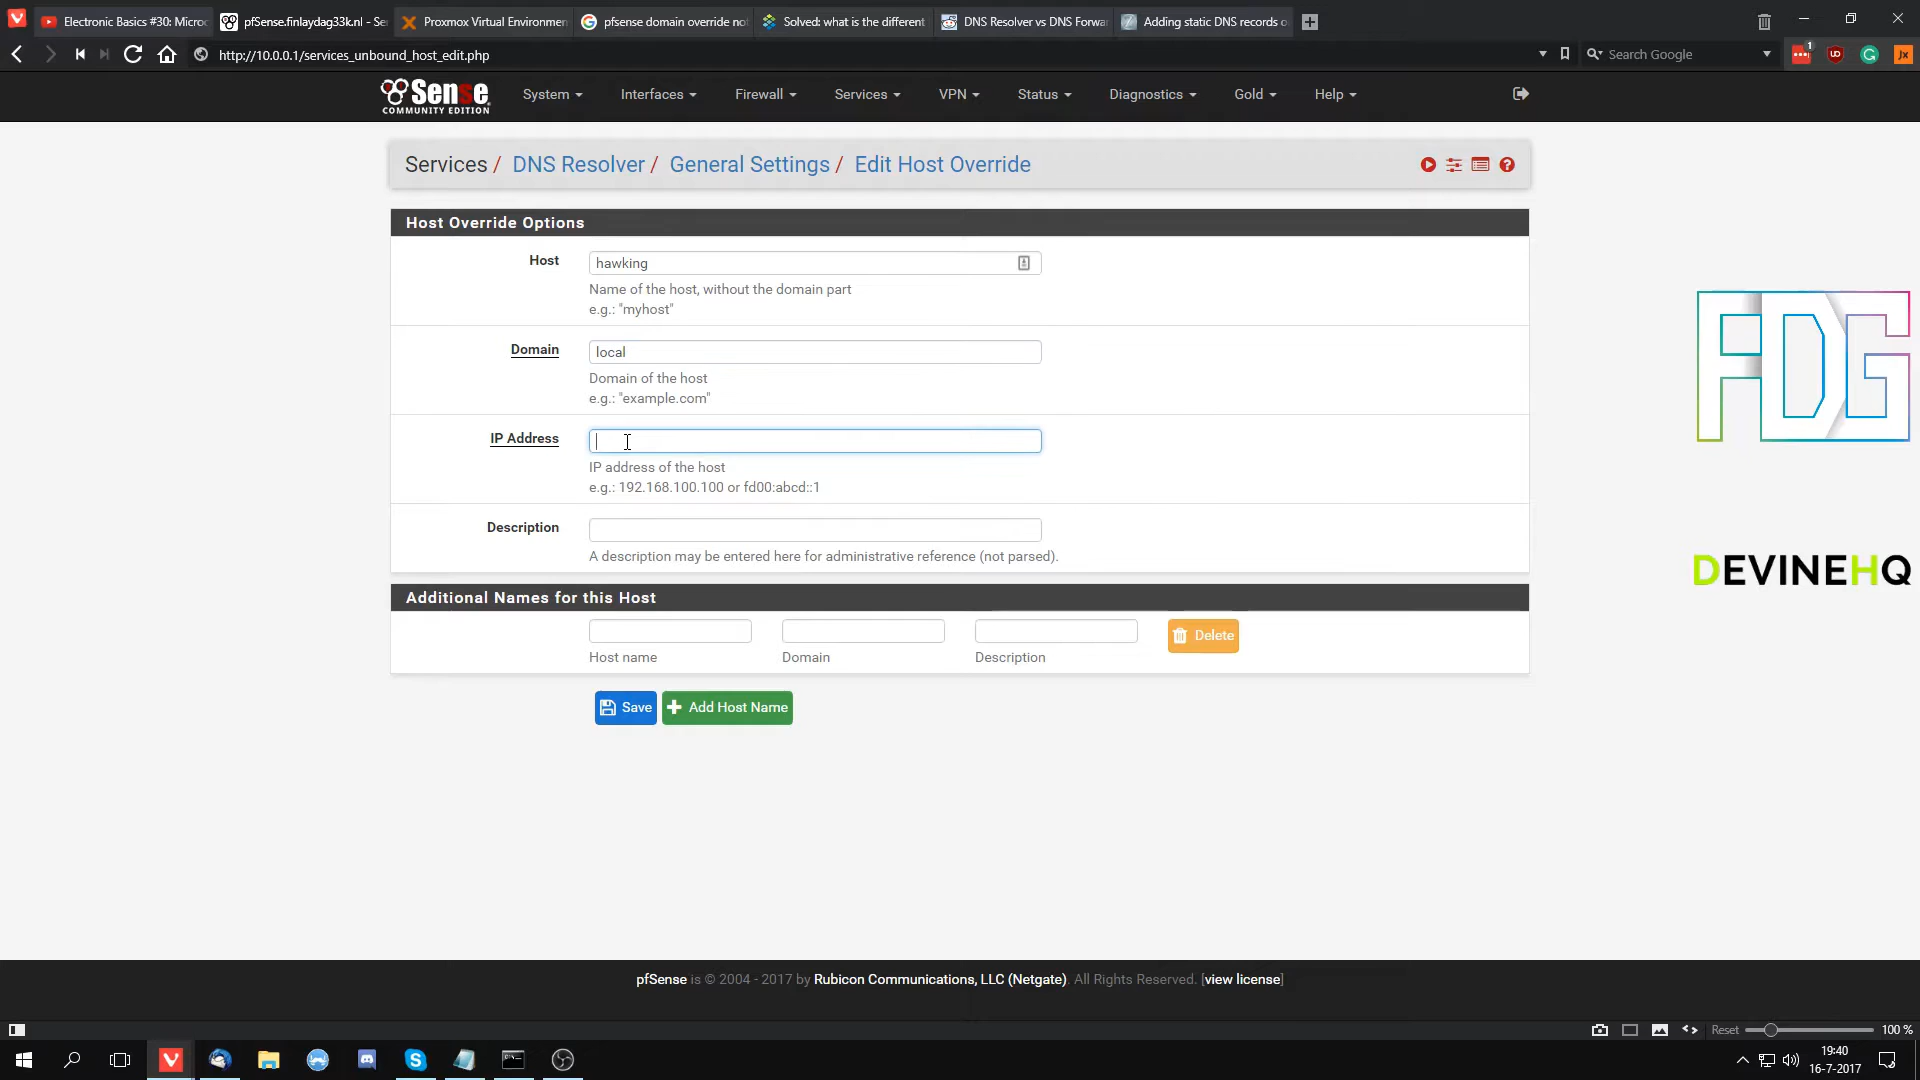 Electronic Basics #30: Microc
pfSense.finlaydag33k.nl - Se
Proxmox Virtual Environmen
pfsense domain override no
Solved: what is the different
DNS Resolver vs DNS Forwa
Adding static DNS records o
http://10.0.0.1/services_unbound_host_edit.php
Search Google
1
UD
Jx
Sense
COMMUNITY EDITION
System
Interfaces
Firewall
Services
VPN
Status
Diagnostics
Gold
Help
Services / DNS Resolver / General Settings / Edit Host Override
Host Override Options
Host
hawking
Name of the host, without the domain part
e.g.: "myhost"
Domain
local
Domain of the host
e.g.: "example.com"
IP Address
IP address of the host
e.g.: 192.168.100.100 or fd00:abcd::1
Description
A description may be entered here for administrative reference (not parsed).
Additional Names for this Host
Host name
Domain
Description
Delete
Save
Add Host Name
FDG
DEVINEHQ
pfSense is © 2004 - 2017 by Rubicon Communications, LLC (Netgate). All Rights Reserved. [view license]
Reset
100 %
19:40
16-7-2017